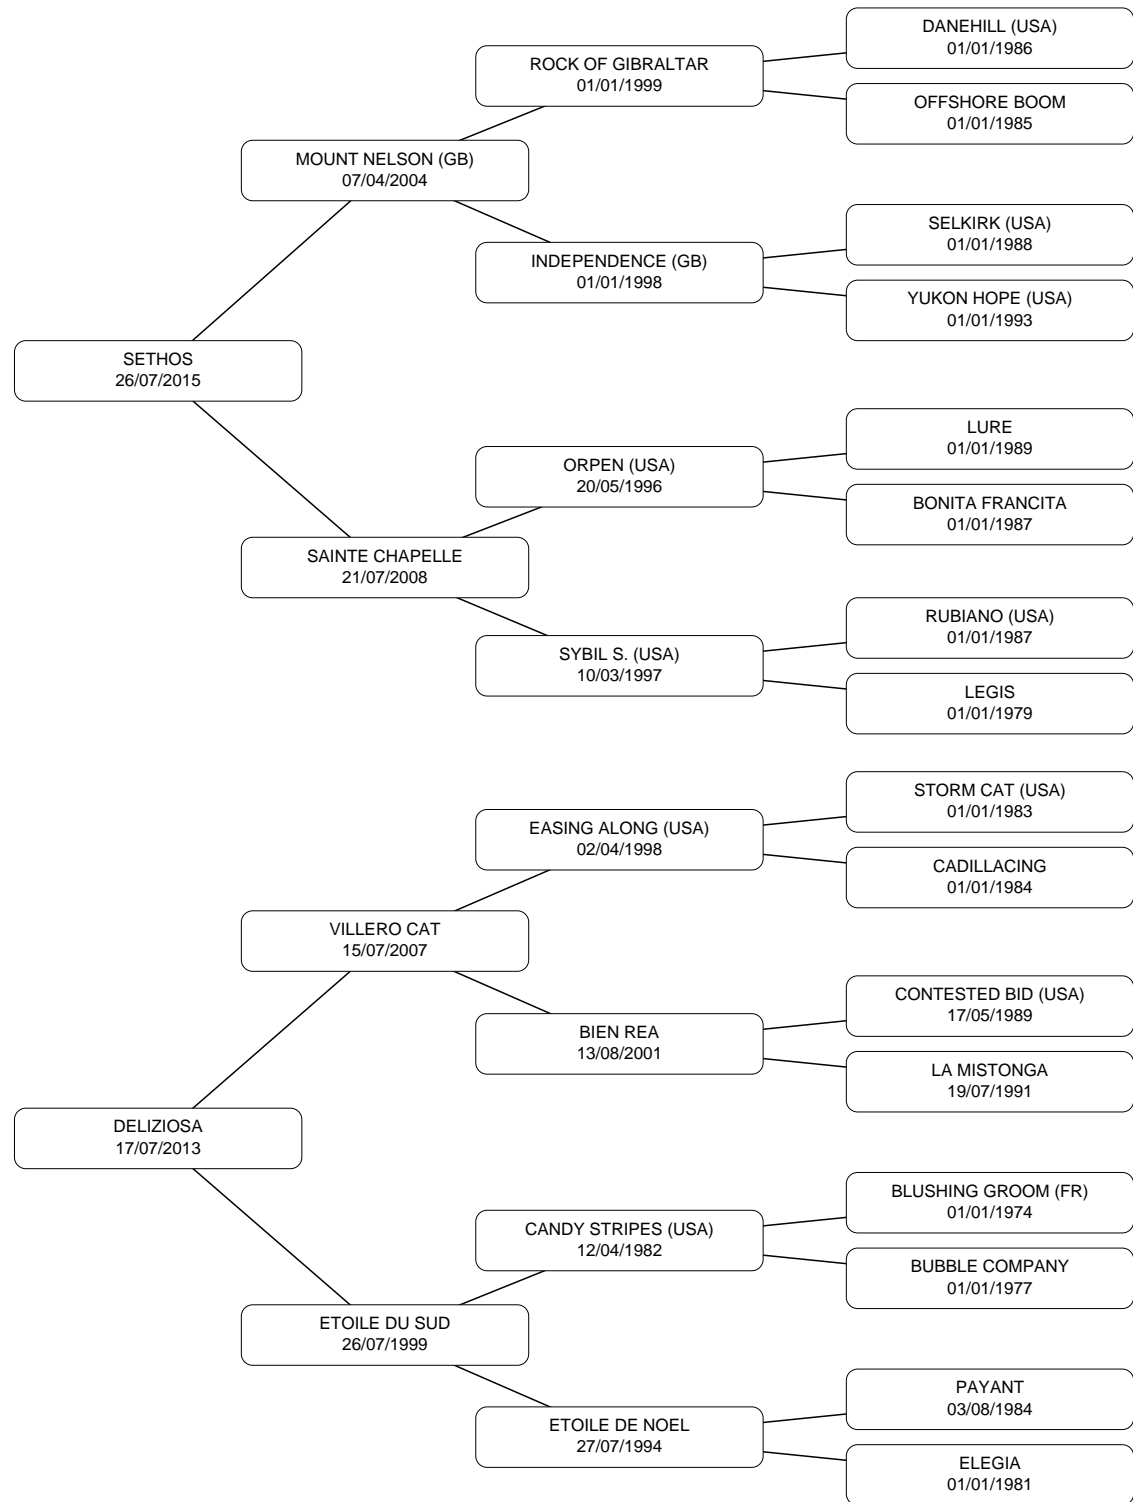 DANEHILL (USA)
01/01/1986
ROCK OF GIBRALTAR
01/01/1999
OFFSHORE BOOM
01/01/1985
MOUNT NELSON (GB)
07/04/2004
SELKIRK (USA)
01/01/1988
INDEPENDENCE (GB)
01/01/1998
YUKON HOPE (USA)
01/01/1993
SETHOS
26/07/2015
LURE
01/01/1989
ORPEN (USA)
20/05/1996
BONITA FRANCITA
01/01/1987
SAINTE CHAPELLE
21/07/2008
RUBIANO (USA)
01/01/1987
SYBIL S. (USA)
10/03/1997
LEGIS
01/01/1979
STORM CAT (USA)
01/01/1983
EASING ALONG (USA)
02/04/1998
CADILLACING
01/01/1984
VILLERO CAT
15/07/2007
CONTESTED BID (USA)
17/05/1989
BIEN REA
13/08/2001
LA MISTONGA
19/07/1991
DELIZIOSA
17/07/2013
BLUSHING GROOM (FR)
01/01/1974
CANDY STRIPES (USA)
12/04/1982
BUBBLE COMPANY
01/01/1977
ETOILE DU SUD
26/07/1999
PAYANT
03/08/1984
ETOILE DE NOEL
27/07/1994
ELEGIA
01/01/1981